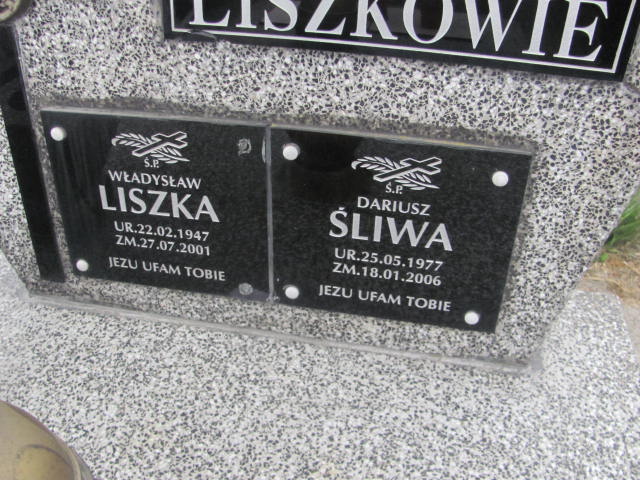 LISZKOWIE
Ś.P.
WŁADYSŁAW
LISZKA
UR.22.02.1947
ZM.27.07.2001
JEZU UFAM TOBIE
Ś.P.
DARIUSZ
ŚLIWA
UR.25.05.1977
ZM.18.01.2006
JEZU UFAM TOBIE